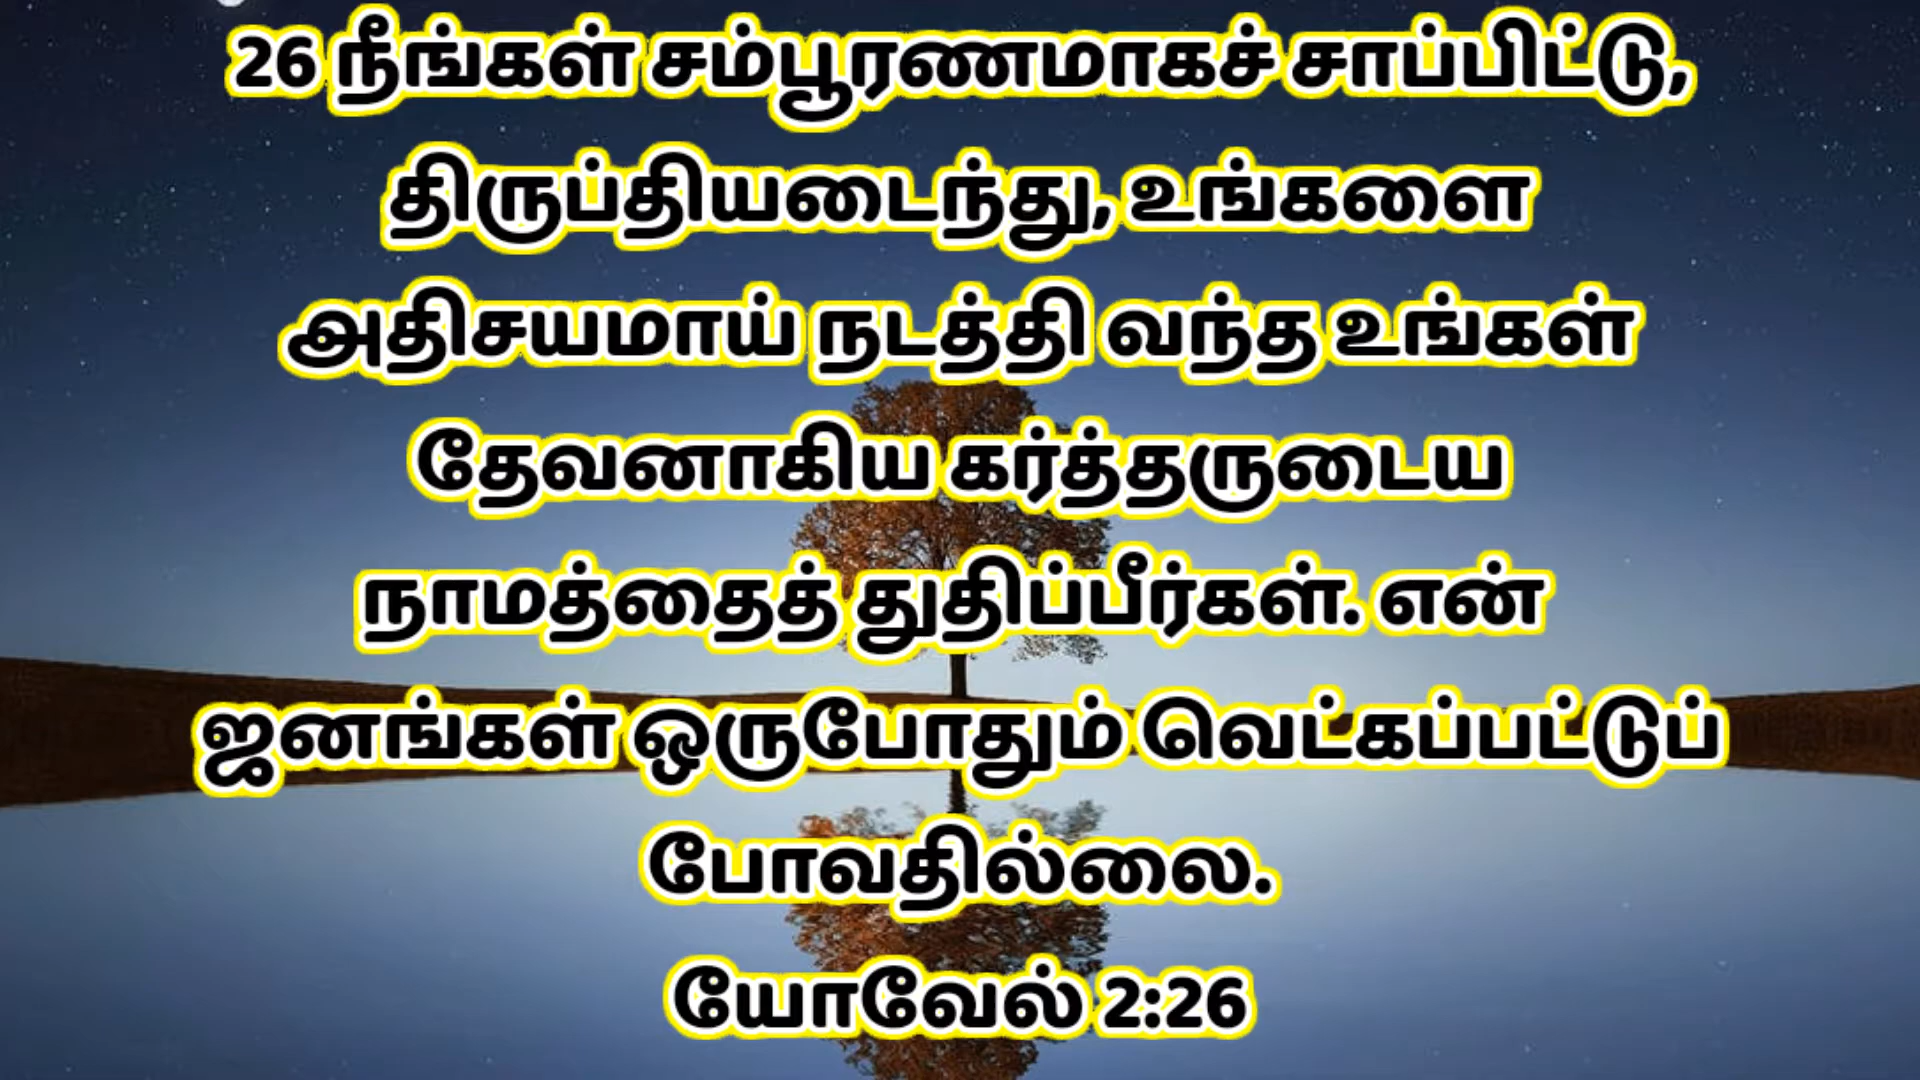 26 நீங்கள் சம்பூரணமாகச் சாப்பிட்டு,
திருப்தியடைந்து, உங்களை
அதிசயமாய் நடத்தி வந்த உங்கள்
தேவனாகிய கர்த்தருடைய
நாமத்தைத் துதிப்பீர்கள். என்
ஜனங்கள் ஒருபோதும் வெட்கப்பட்டுப்
போவதில்லை.
யோவேல் 2:26